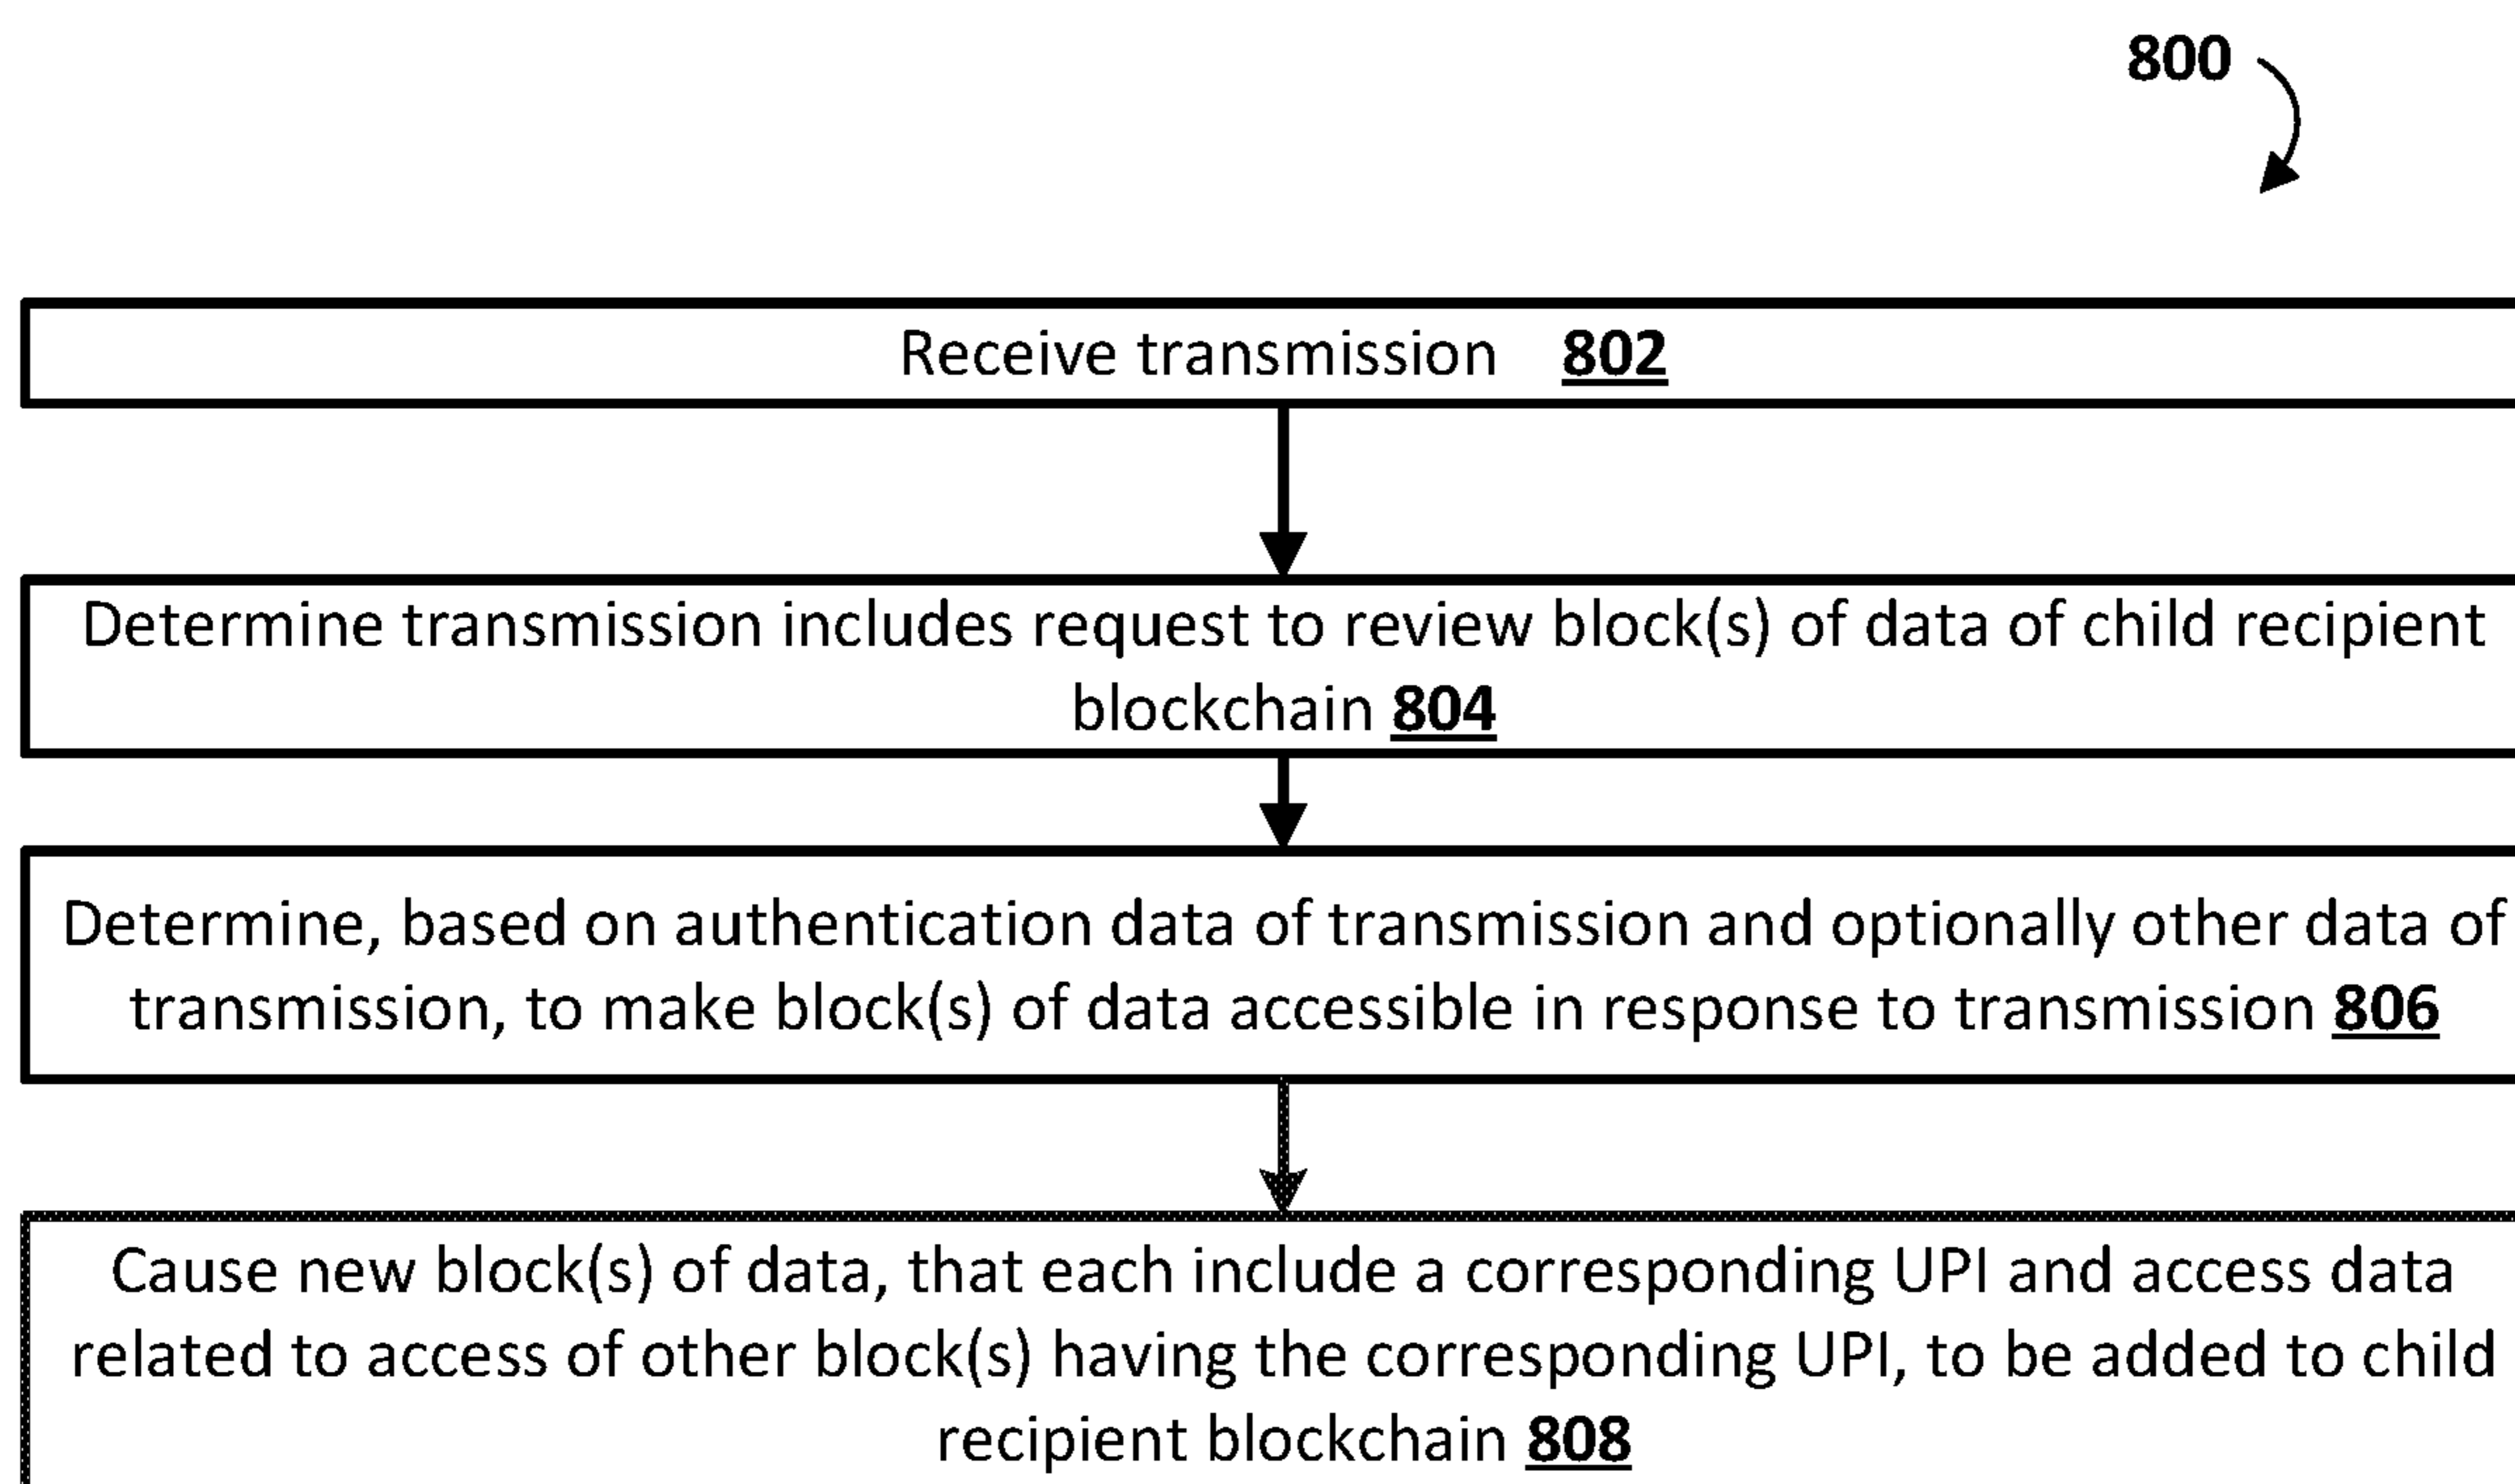 800
Receive transmission 802
Determine transmission includes request to review block(s) of data of child recipient
blockchain 804
Determine, based on authentication data of transmission and optionally other data of
transmission, to make block(s) of data accessible in response to transmission 806
Cause new block(s) of data, that each include a corresponding UPI and access data
related to access of other block(s) having the corresponding UPI, to be added to child
recipient blockchain 808